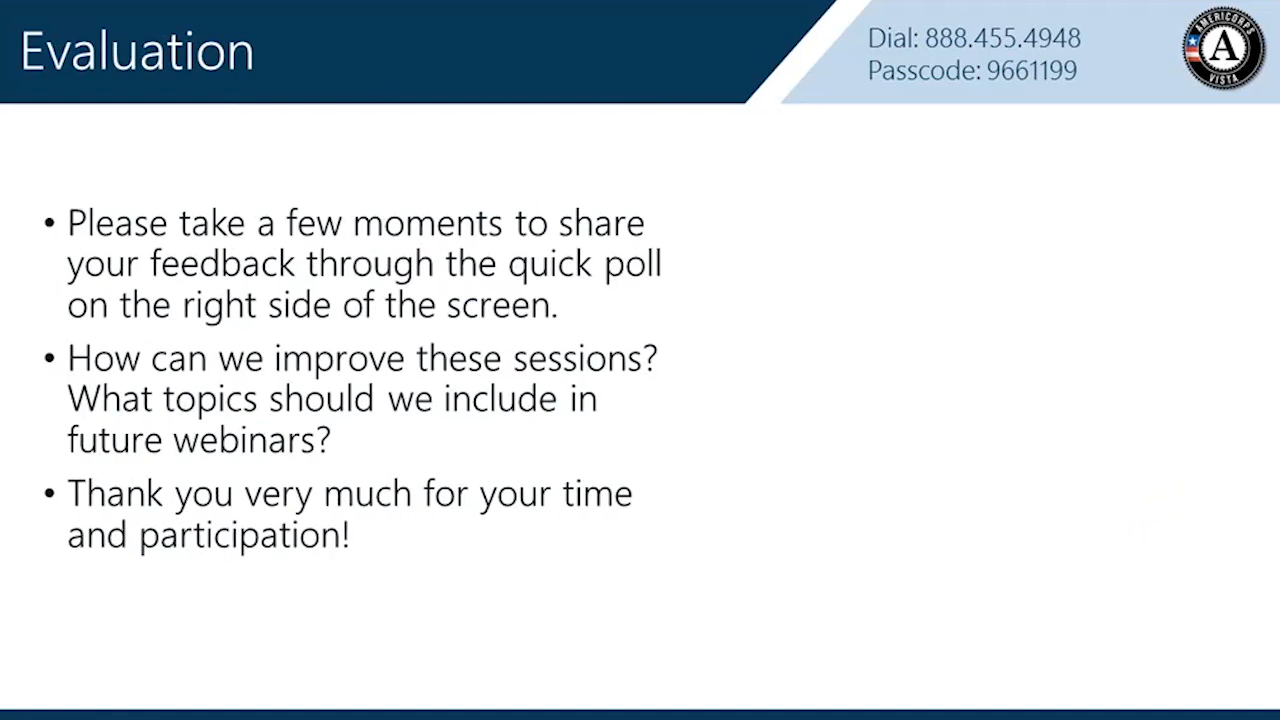 Evaluation
Dial: 888.455.4948
Passcode: 9661199
AMERICORPS
A
VISTA
• Please take a few moments to share
your feedback through the quick poll
on the right side of the screen.
• How can we improve these sessions?
What topics should we include in
future webinars?
• Thank you very much for your time
and participation!